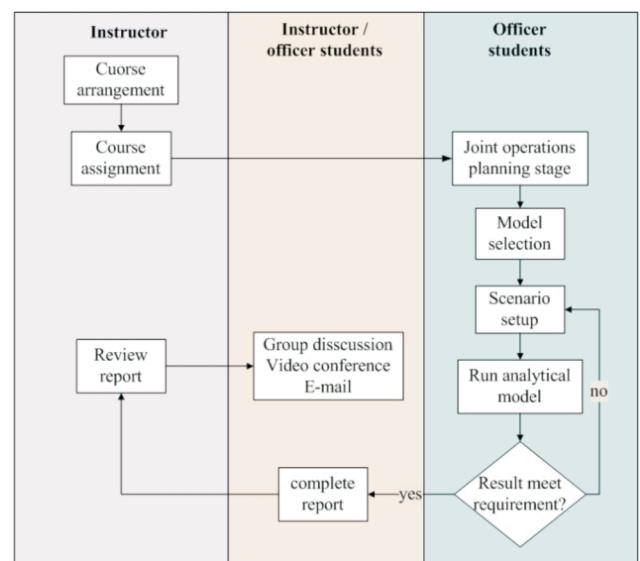 Instructor
Instructor /
officer students
Officer
students
Cuorse
arrangement
Course
assignment
Joint operations
planning stage
Model
selection
Scenario
setup
Review
report
Group disscussion
Video conference
E-mail
Run analytical
model
no
complete
report
yes
Result meet
requirement?